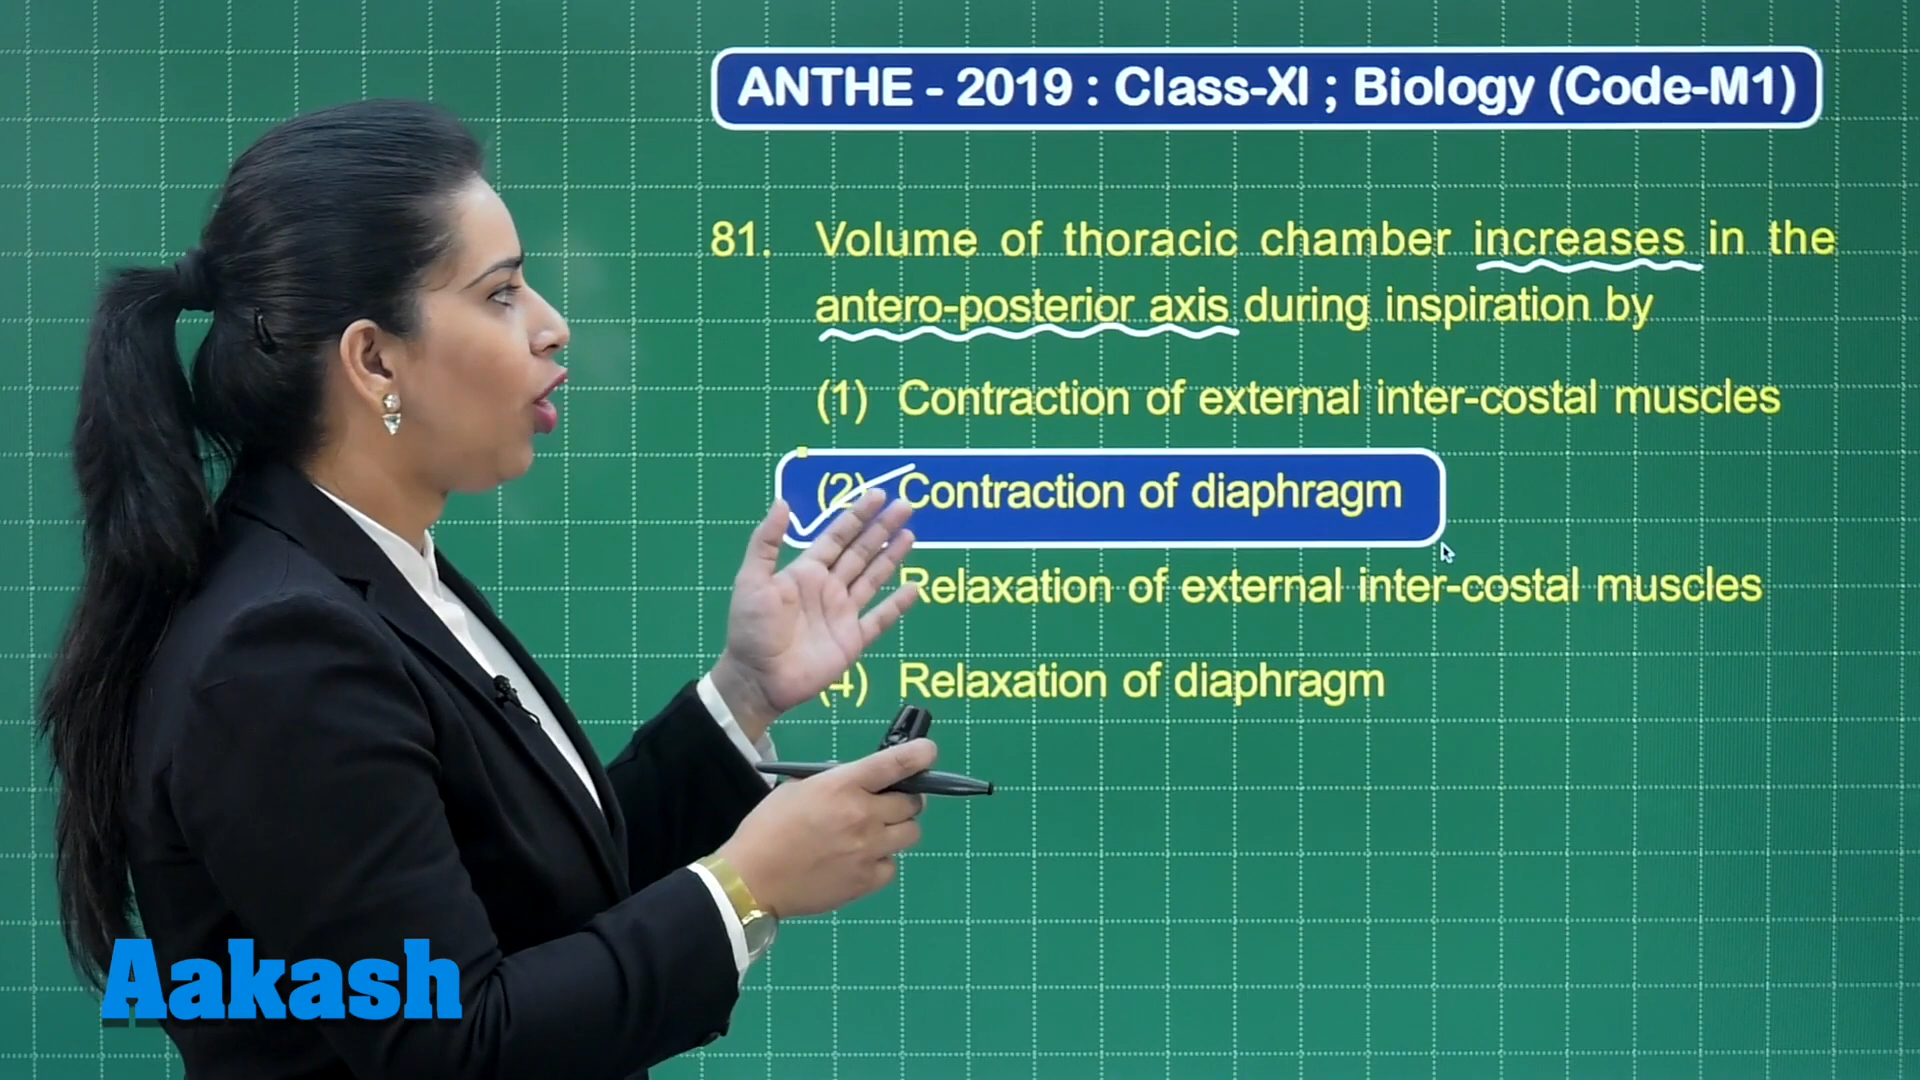 ANTHE - 2019 : Class-XI ; Biology (Code-M1)
81. Volume of thoracic chamber increases in the
antero-posterior axis during inspiration by
(1) Contraction of external inter-costal muscles
(2) Contraction of diaphragm
Relaxation of external inter-costal muscles
(4) Relaxation of diaphragm
Aakash